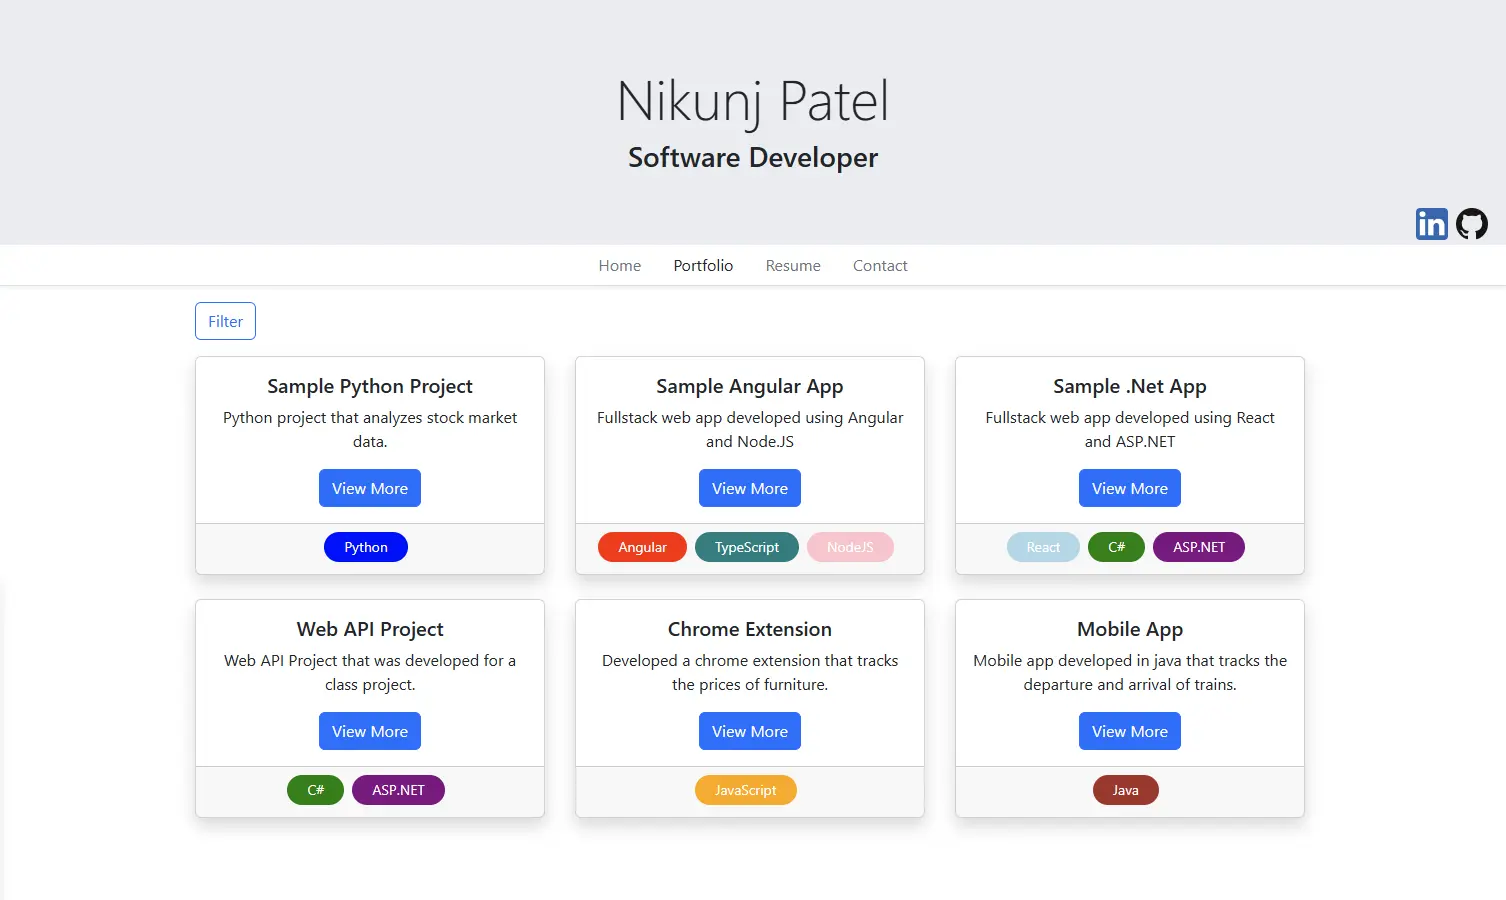 Nikunj Patel
Software Developer
in
Home Portfolio Resume Contact
Filter
Sample Python Project
Python project that analyzes stock market
data.
View More
Python
Sample Angular App
Fullstack web app developed using Angular
and Node.JS
View More
Angular TypeScript NodeJS
Sample .Net App
Fullstack web app developed using React
and ASP.NET
View More
React C# ASP.NET
Web API Project
Web API Project that was developed for a
class project.
View More
C# ASP.NET
Chrome Extension
Developed a chrome extension that tracks
the prices of furniture.
View More
JavaScript
Mobile App
Mobile app developed in java that tracks the
departure and arrival of trains.
View More
Java